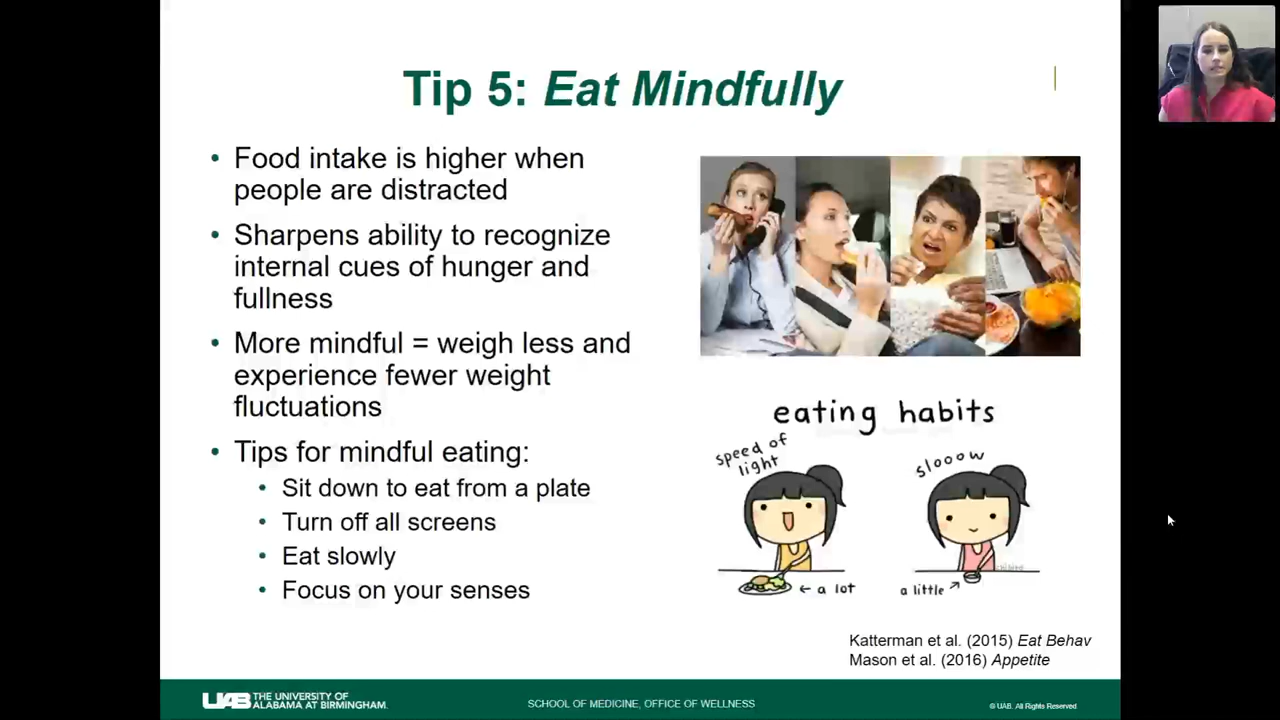 Tip 5: Eat Mindfully
• Food intake is higher when
people are distracted
• Sharpens ability to recognize
internal cues of hunger and
fullness
• More mindful = weigh less and
experience fewer weight
fluctuations
• Tips for mindful eating:
• Sit down to eat from a plate
• Turn off all screens
• Eat slowly
• Focus on your senses
eating habits
speed of
light
← a lot
slooow
a little
Katterman et al. (2015) Eat Behav
Mason et al. (2016) Appetite
UAB THE UNIVERSITY OF
ALABAMA AT BIRMINGHAM.
SCHOOL OF MEDICINE, OFFICE OF WELLNESS
© UAB. All Rights Reserved